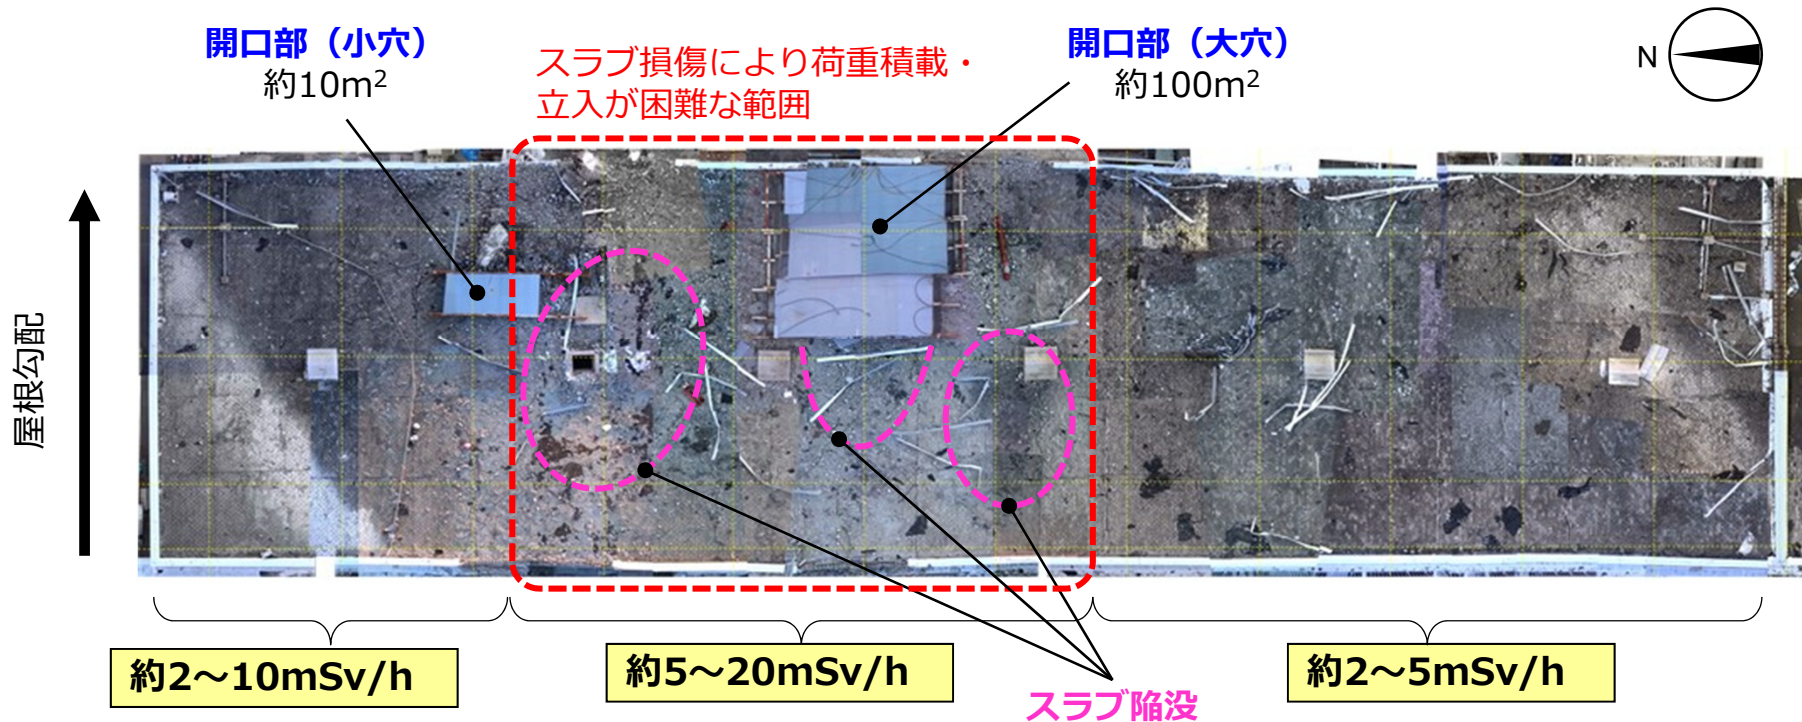 開口部（小穴）
約10m²
スラブ損傷により荷重積載・
立入が困難な範囲
開口部（大穴）
約100m²
N
屋根勾配
約2～10mSv/h
約5～20mSv/h
約2～5mSv/h
スラブ陥没